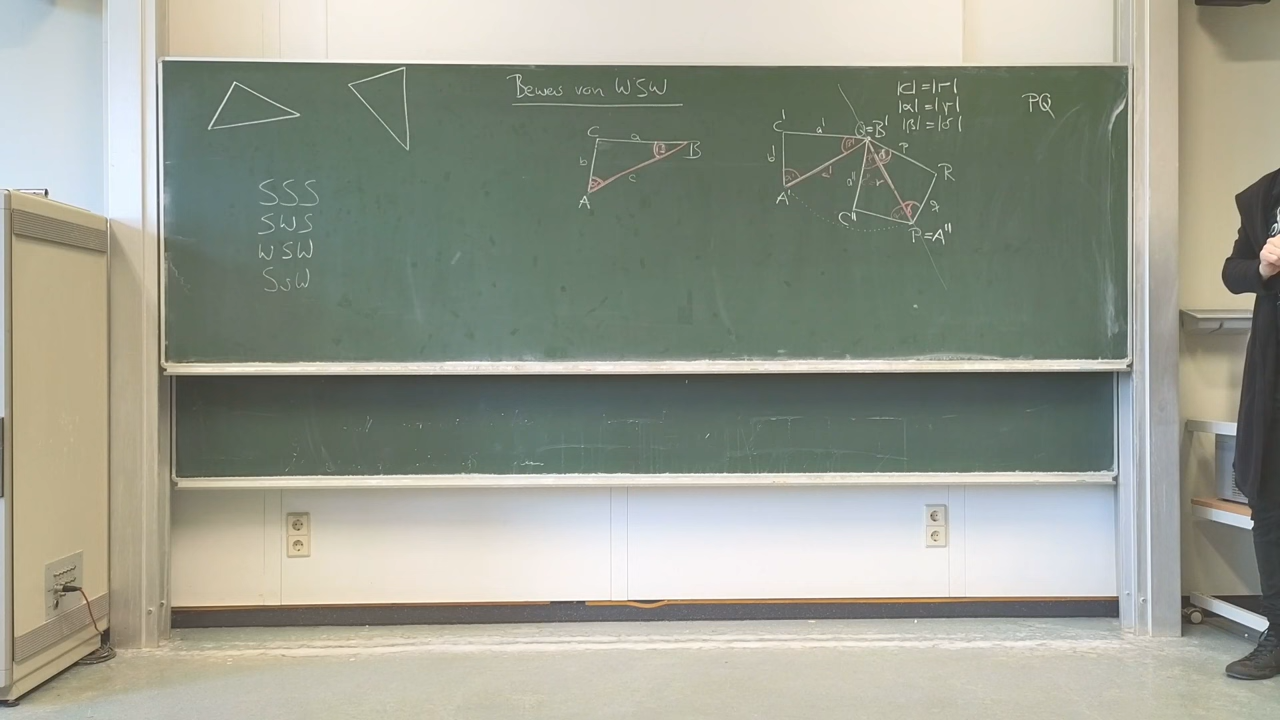 Beweis von WSW
SSS
SWS
WSW
SsW
C a B
b c
A
C' a' Q=B'
b' c'
A'
a'' r
C''
P=A''
p R
q
|c| = |r|
|α| = |γ|
|β| = |δ|
PQ